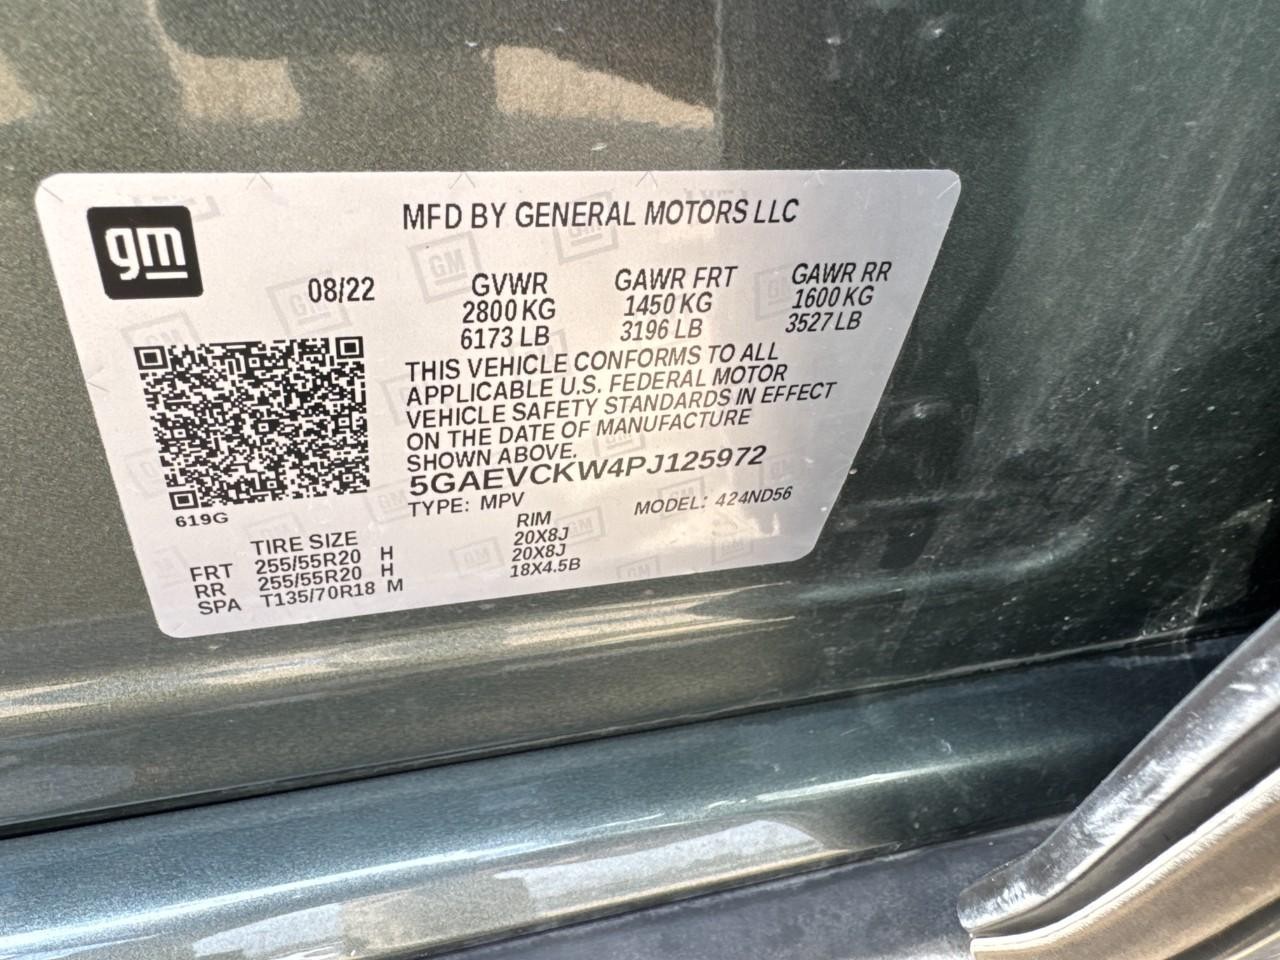 gm
MFD BY GENERAL MOTORS LLC
08/22
GVWR GAWR FRT GAWR RR
2800 KG 1450 KG 1600 KG
6173 LB 3196 LB 3527 LB
THIS VEHICLE CONFORMS TO ALL
APPLICABLE U.S. FEDERAL MOTOR
VEHICLE SAFETY STANDARDS IN EFFECT
ON THE DATE OF MANUFACTURE
SHOWN ABOVE.
5GAEVCKW4PJ125972
TYPE: MPV MODEL: 424ND56
619G
TIRE SIZE RIM
FRT 255/55R20 H 20X8J
RR 255/55R20 H 20X8J
SPA T135/70R18 M 18X4.5B